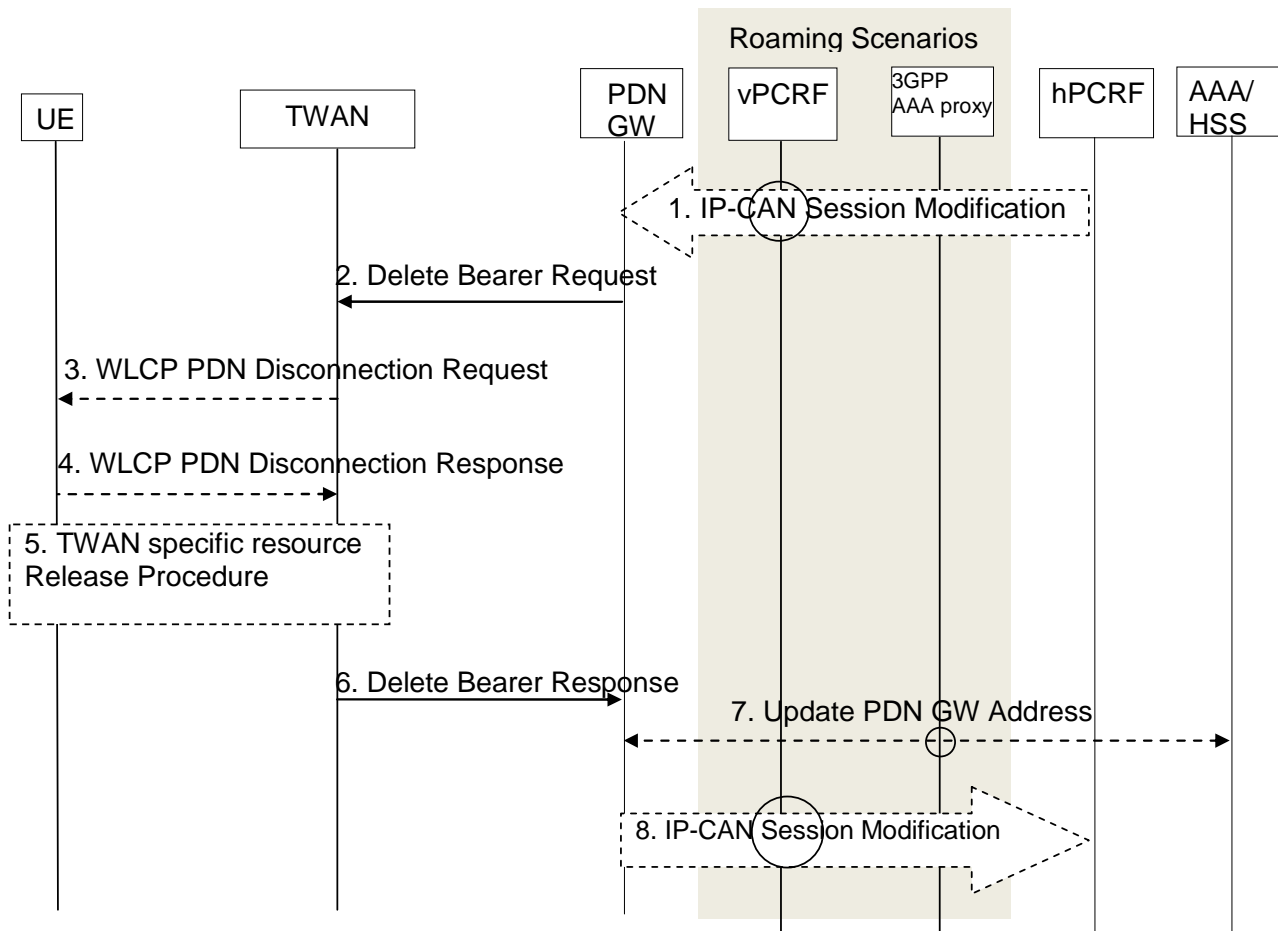 Roaming Scenarios
UE
TWAN
PDN
GW
vPCRF
3GPP
AAA proxy
hPCRF
AAA/
HSS
1. IP-CAN Session Modification
2. Delete Bearer Request
3. WLCP PDN Disconnection Request
4. WLCP PDN Disconnection Response
5. TWAN specific resource
Release Procedure
6. Delete Bearer Response
7. Update PDN GW Address
8. IP-CAN Session Modification